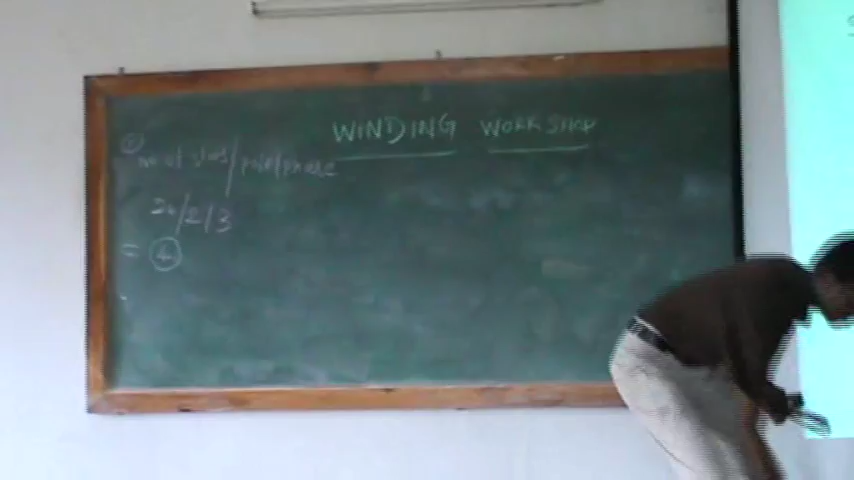 WINDING WORKSHOP
① no of slots/pole/phase
24/2/3
= ④